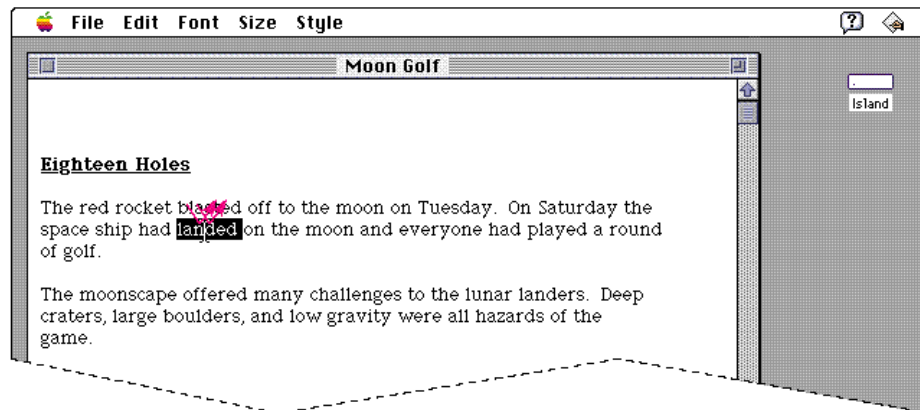 File Edit Font Size Style
Moon Golf
Island
Eighteen Holes
The red rocket blasted off to the moon on Tuesday. On Saturday the
space ship had landed on the moon and everyone had played a round
of golf.
The moonscape offered many challenges to the lunar landers. Deep
craters, large boulders, and low gravity were all hazards of the
game.